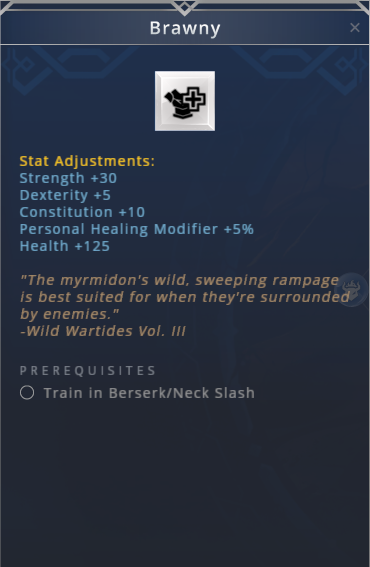 Brawny
Stat Adjustments:
Strength +30
Dexterity +5
Constitution +10
Personal Healing Modifier +5%
Health +125
"The myrmidon's wild, sweeping rampage
is best suited for when they're surrounded
by enemies."
-Wild Wartides Vol. III
PREREQUISITES
Train in Berserk/Neck Slash